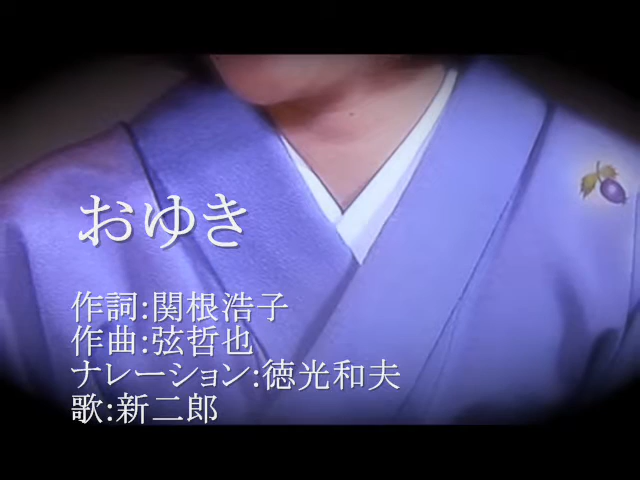 おゆき
作詞:関根浩子
作曲:弦哲也
ナレーション:徳光和夫
歌:新二郎